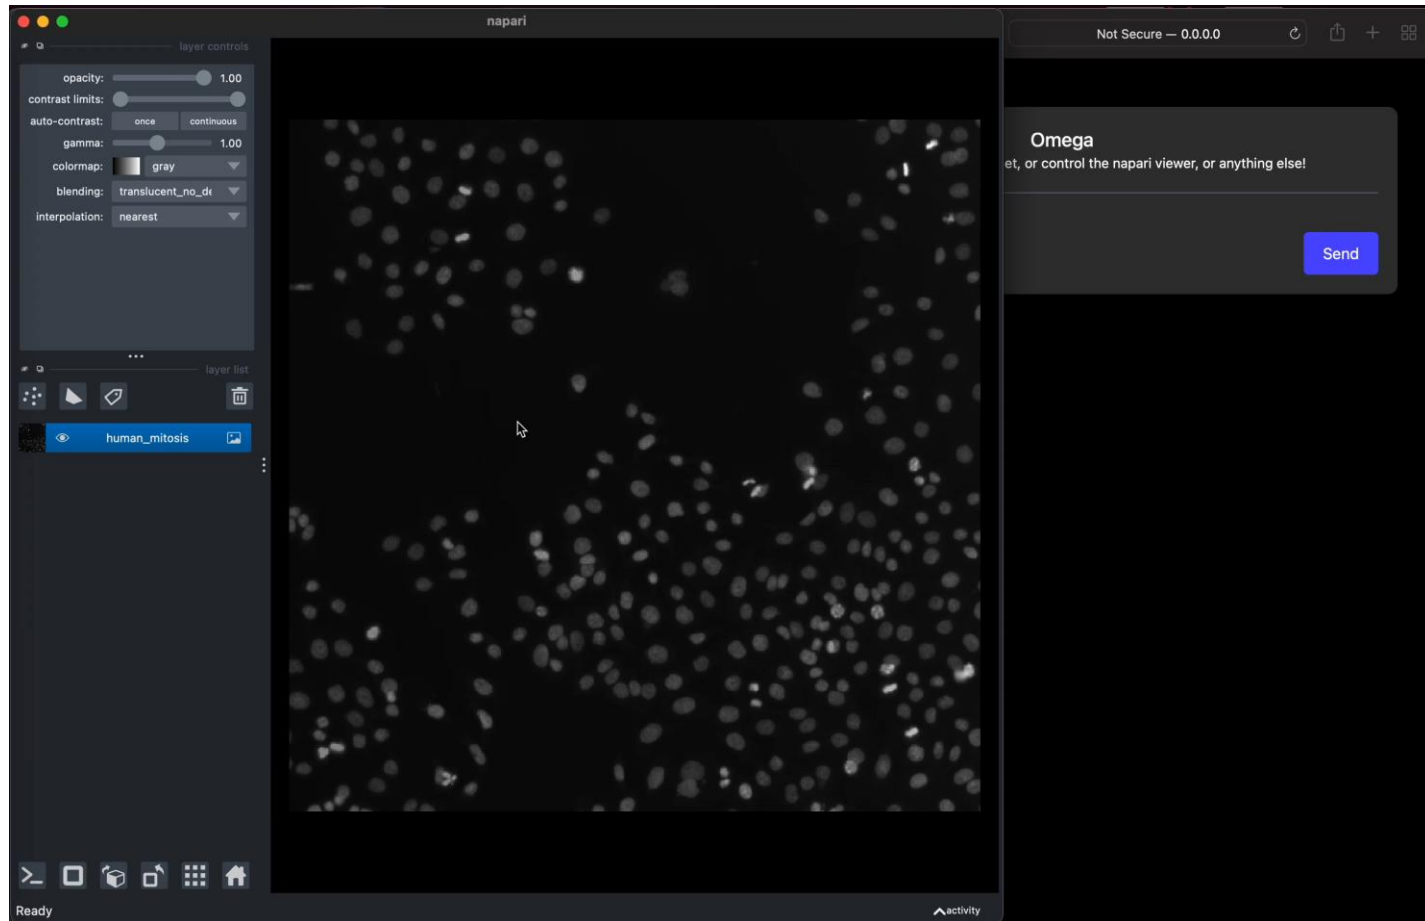 napari
layer controls
opacity: 1.00
contrast limits:
auto-contrast: once continuous
gamma: 1.00
colormap: gray
blending: translucent_no_de
interpolation: nearest
layer list
human_mitosis
Ready
activity
Not Secure — 0.0.0.0
Omega
et, or control the napari viewer, or anything else!
Send